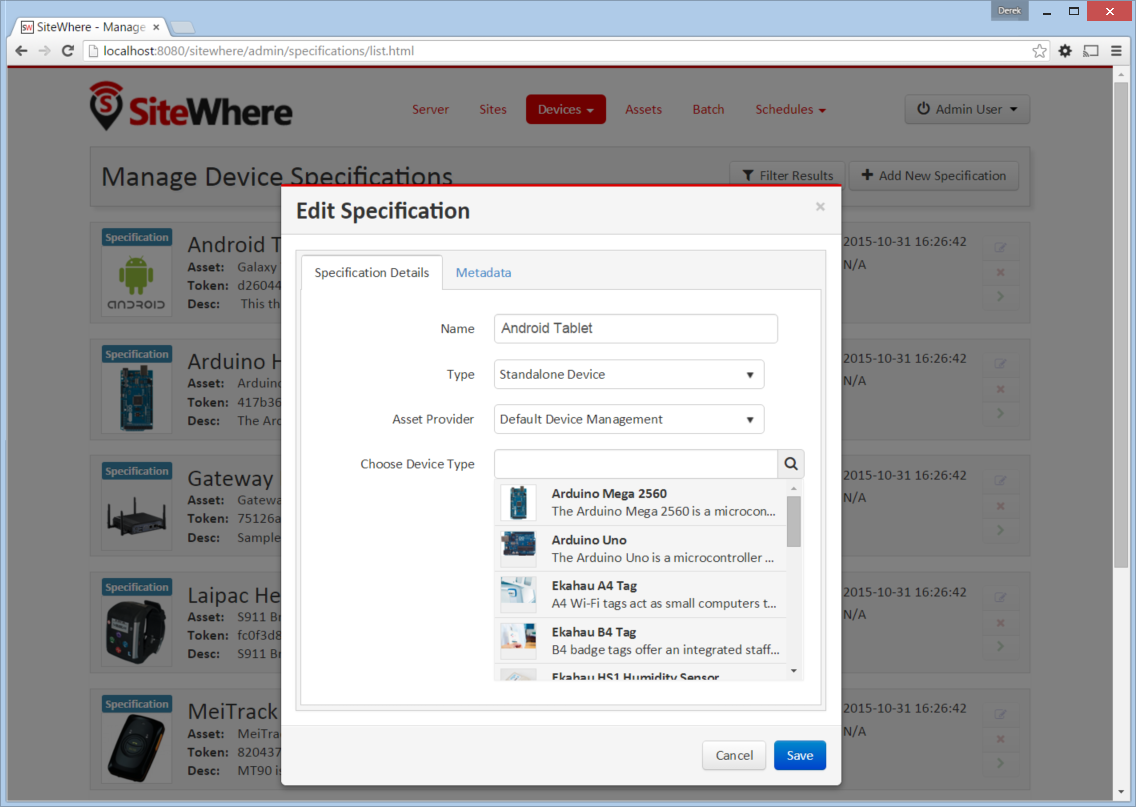 Derek
SiteWhere - Manage
localhost:8080/sitewhere/admin/specifications/list.html
SiteWhere
Server Sites Devices Assets Batch Schedules Admin User
Manage Device Specifications
Filter Results Add New Specification
Edit Specification
Specification Details Metadata
Name Android Tablet
Type Standalone Device
Asset Provider Default Device Management
Choose Device Type
Arduino Mega 2560
The Arduino Mega 2560 is a microcon...
Arduino Uno
The Arduino Uno is a microcontroller ...
Ekahau A4 Tag
A4 Wi-Fi tags act as small computers t...
Ekahau B4 Tag
B4 badge tags offer an integrated staff...
Ekahau HS1 Humidity Sensor
Cancel Save
Specification
ANDROID
Android T
Asset: Galaxy
Token: d26044
Desc: This th
2015-10-31 16:26:42
N/A
Specification
Arduino H
Asset: Arduino
Token: 417b36
Desc: The Ard
2015-10-31 16:26:42
N/A
Specification
Gateway
Asset: Gatewa
Token: 75126a
Desc: Sample
2015-10-31 16:26:42
N/A
Specification
Laipac He
Asset: S911 Br
Token: fc0f3d8
Desc: S911 Br
2015-10-31 16:26:42
N/A
Specification
MeiTrack
Asset: MeiTra
Token: 820437
Desc: MT90 is
2015-10-31 16:26:42
N/A